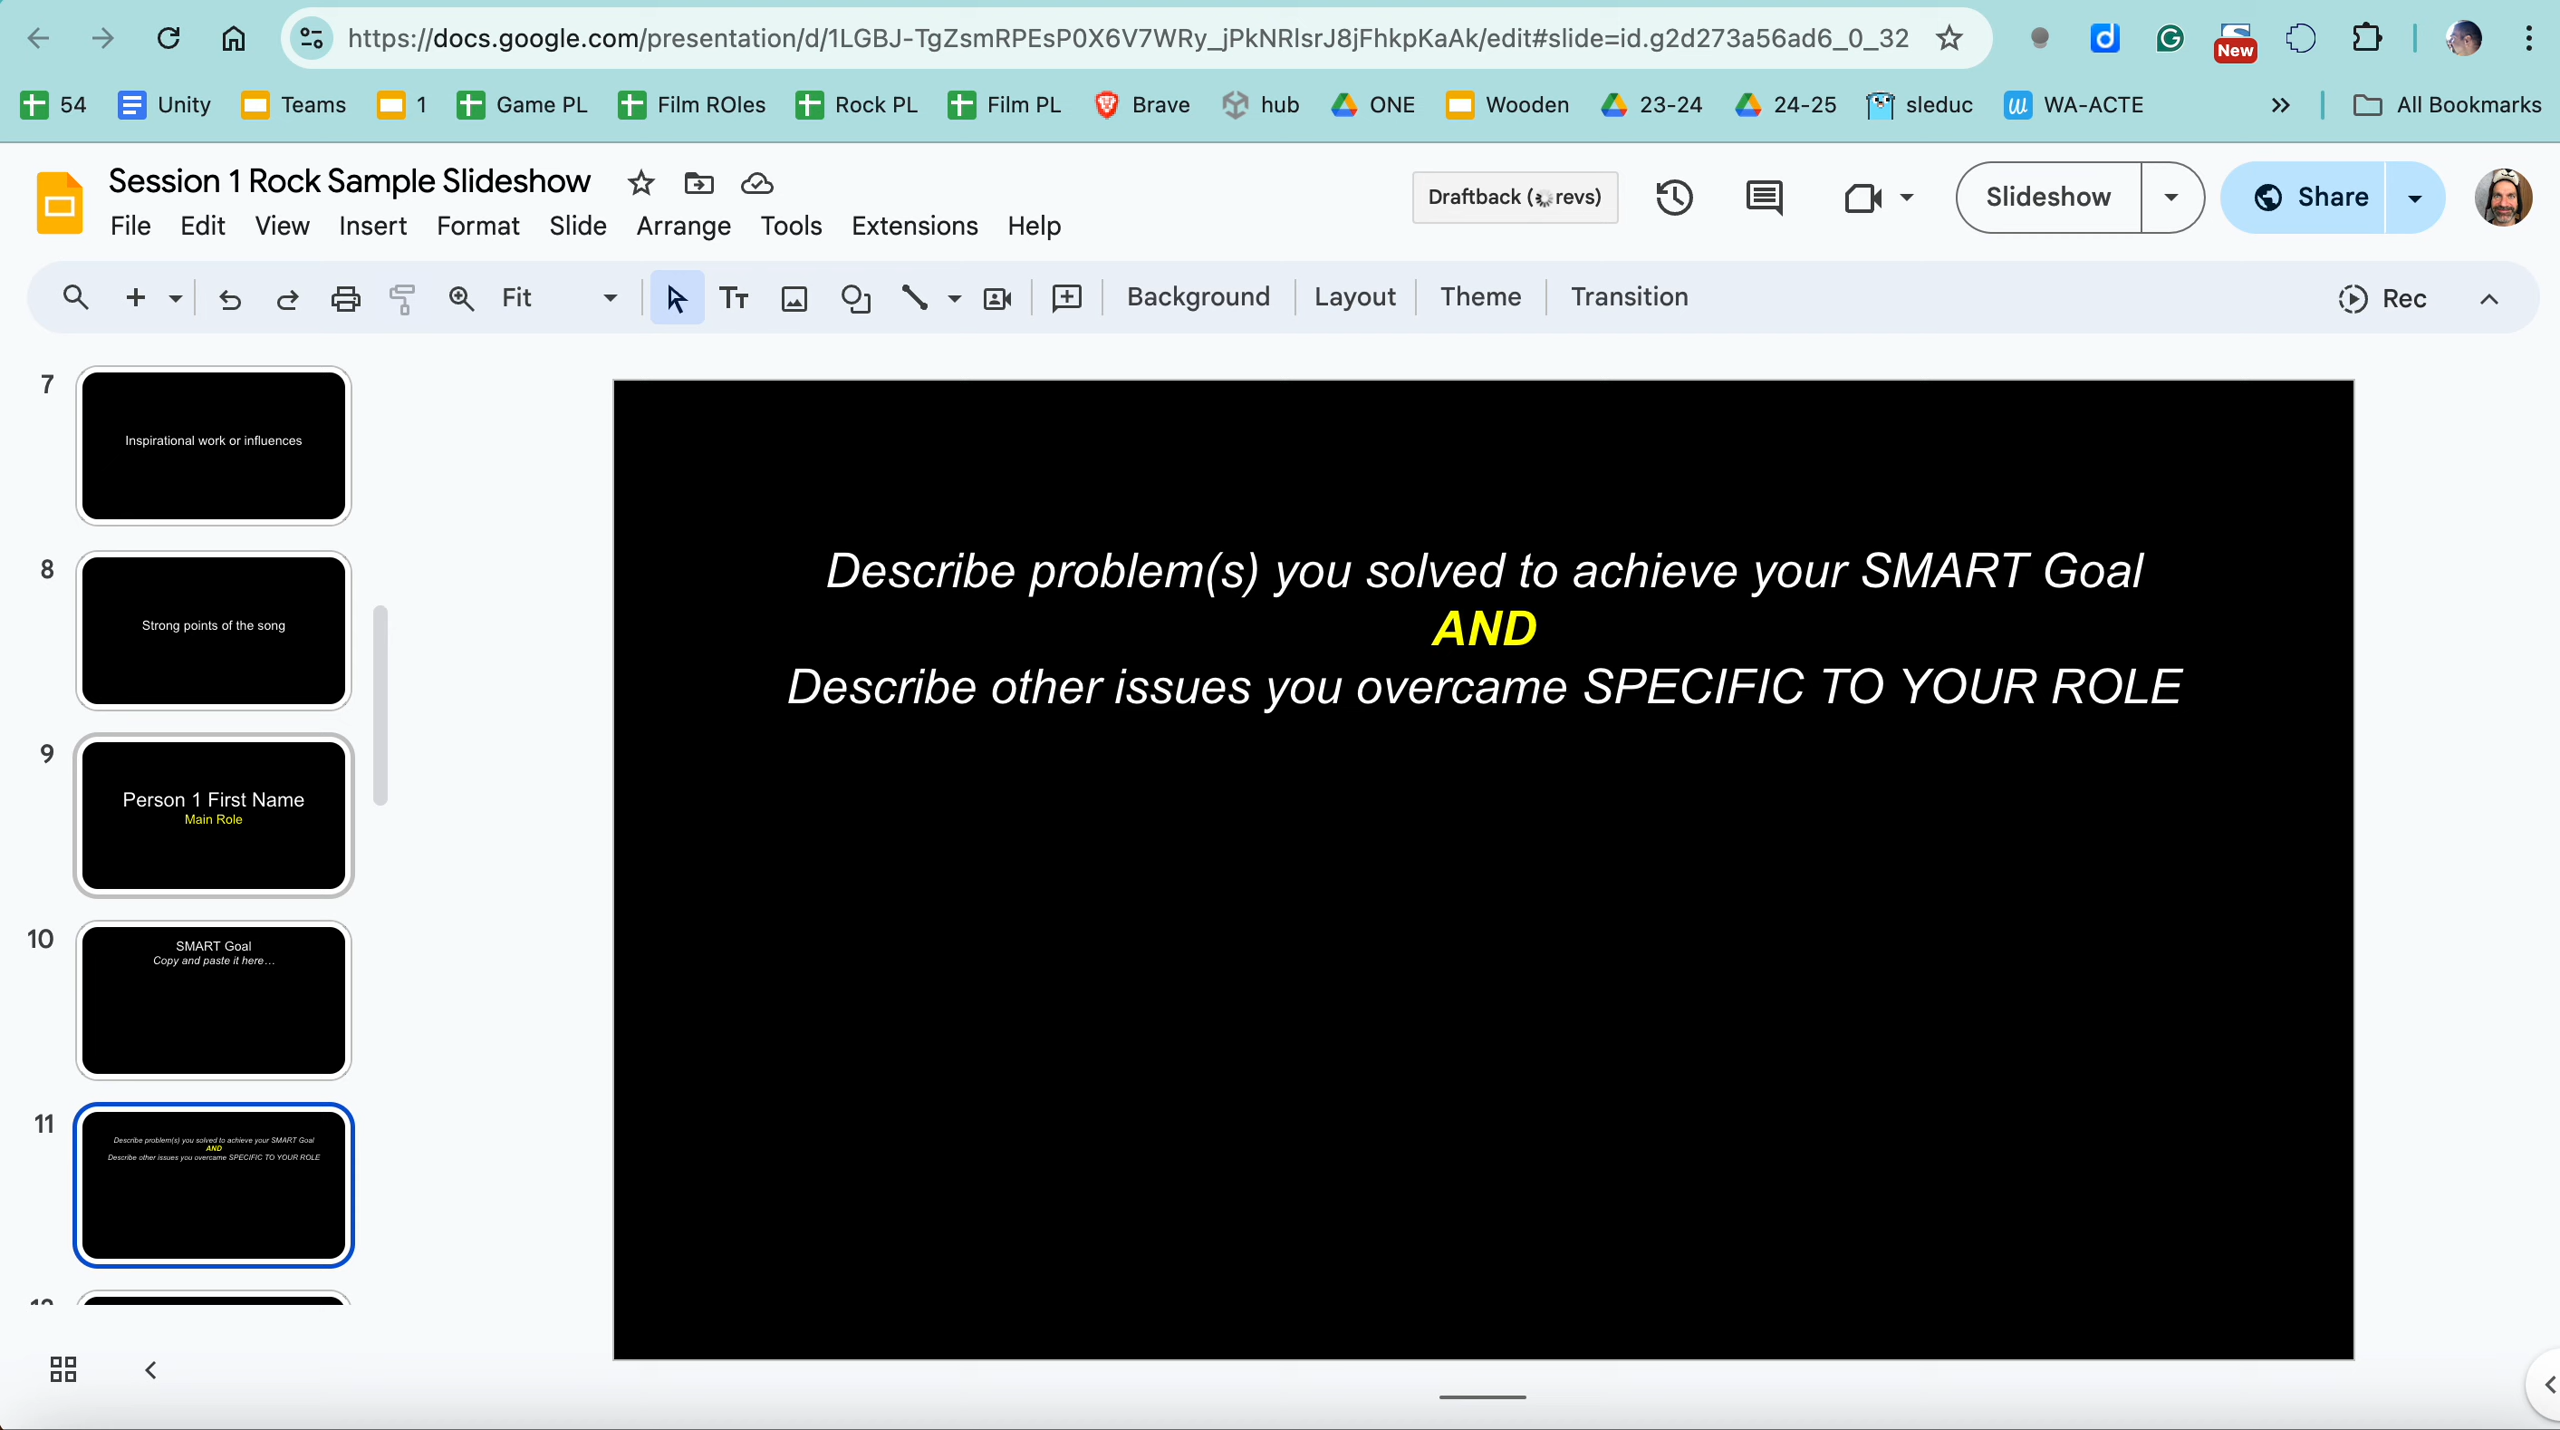 https://docs.google.com/presentation/d/1LGBJ-TgZsmRPEsP0X6V7WRy_jPkNRlsrJ8jFhkpKaAk/edit#slide=id.g2d273a56ad6_0_32
New
54 Unity Teams 1 Game PL Film ROles Rock PL Film PL Brave hub ONE Wooden 23-24 24-25 sleduc WA-ACTE » All Bookmarks
Session 1 Rock Sample Slideshow
Draftback ( revs)
Slideshow
Share
File Edit View Insert Format Slide Arrange Tools Extensions Help
Fit
Background Layout Theme Transition
Rec
7
Inspirational work or influences
8
Strong points of the song
9
Person 1 First Name
Main Role
10
SMART Goal
Copy and paste it here...
11
Describe problem(s) you solved to achieve your SMART Goal
AND
Describe other issues you overcame SPECIFIC TO YOUR ROLE
Describe problem(s) you solved to achieve your SMART Goal
AND
Describe other issues you overcame SPECIFIC TO YOUR ROLE